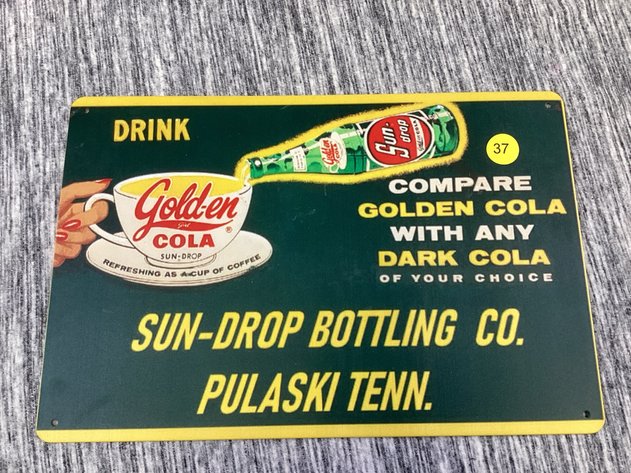 DRINK
Gold-en
Girl
COLA
®
SUN-DROP
REFRESHING AS A CUP OF COFFEE
Golden
Sun-
drop
37
COMPARE
GOLDEN COLA
WITH ANY
DARK COLA
OF YOUR CHOICE
SUN-DROP BOTTLING CO.
PULASKI TENN.